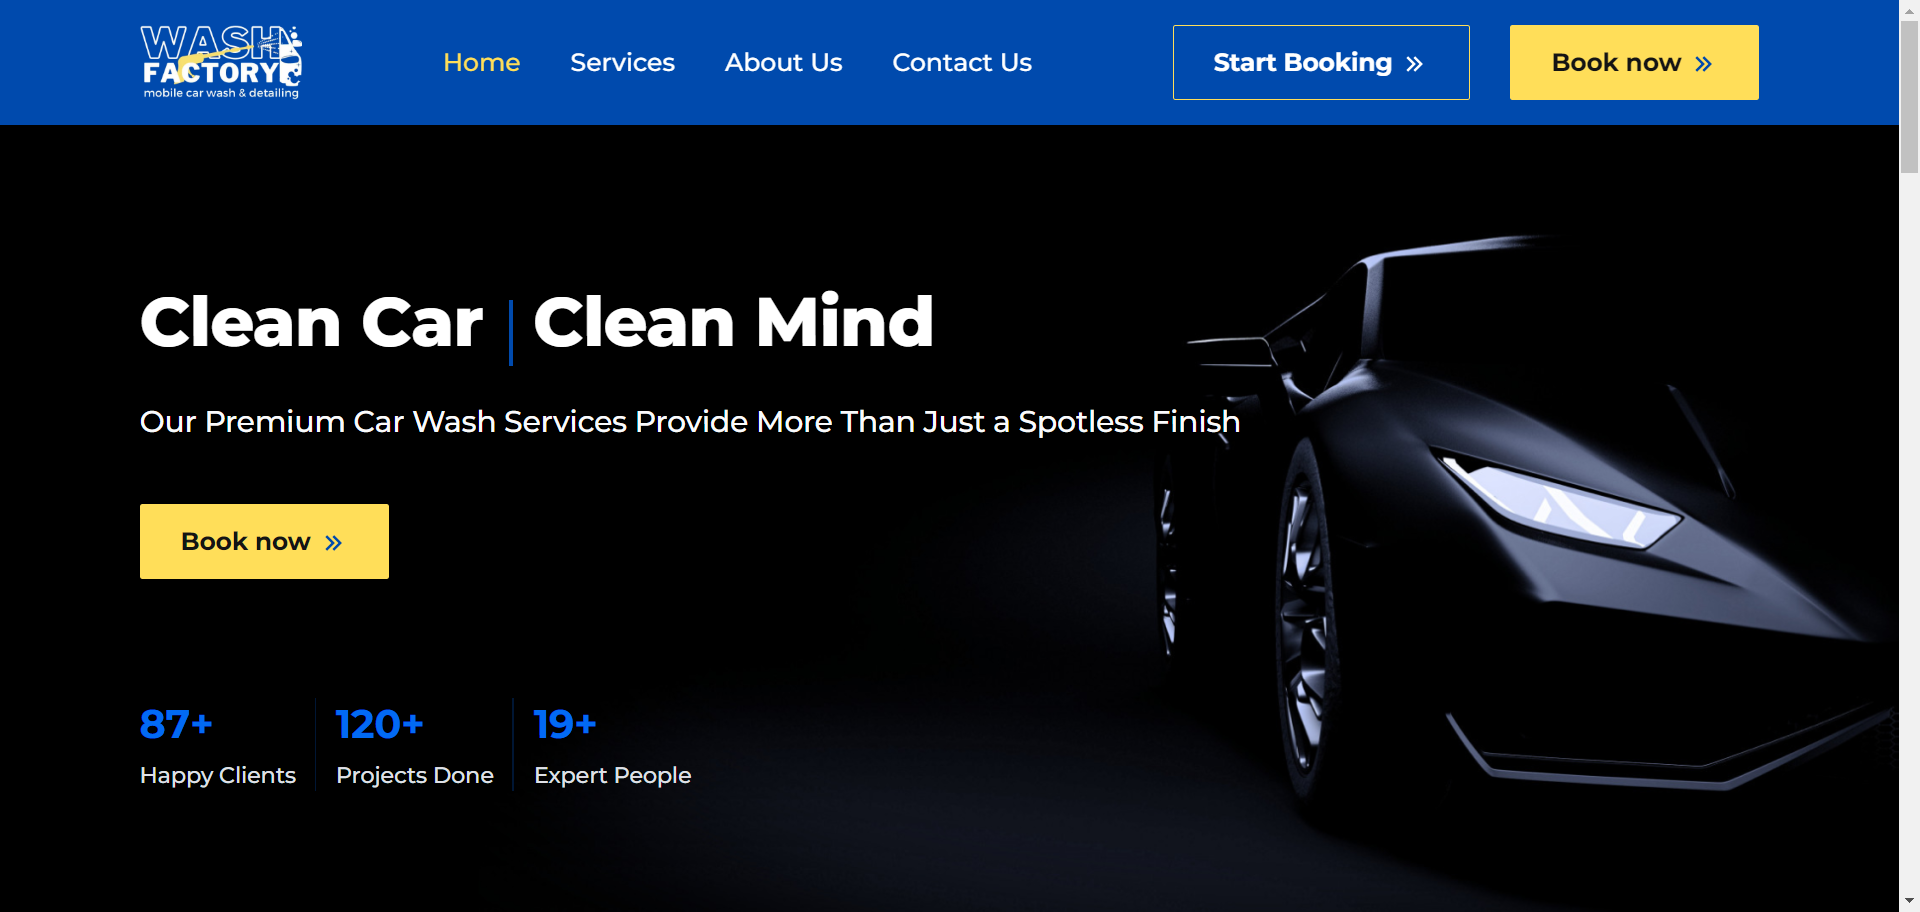 WASH
FACTORY
mobile car wash & detailing
Home
Services
About Us
Contact Us
Start Booking
Book now
Clean Car | Clean Mind
Our Premium Car Wash Services Provide More Than Just a Spotless Finish
Book now
87+
Happy Clients
120+
Projects Done
19+
Expert People